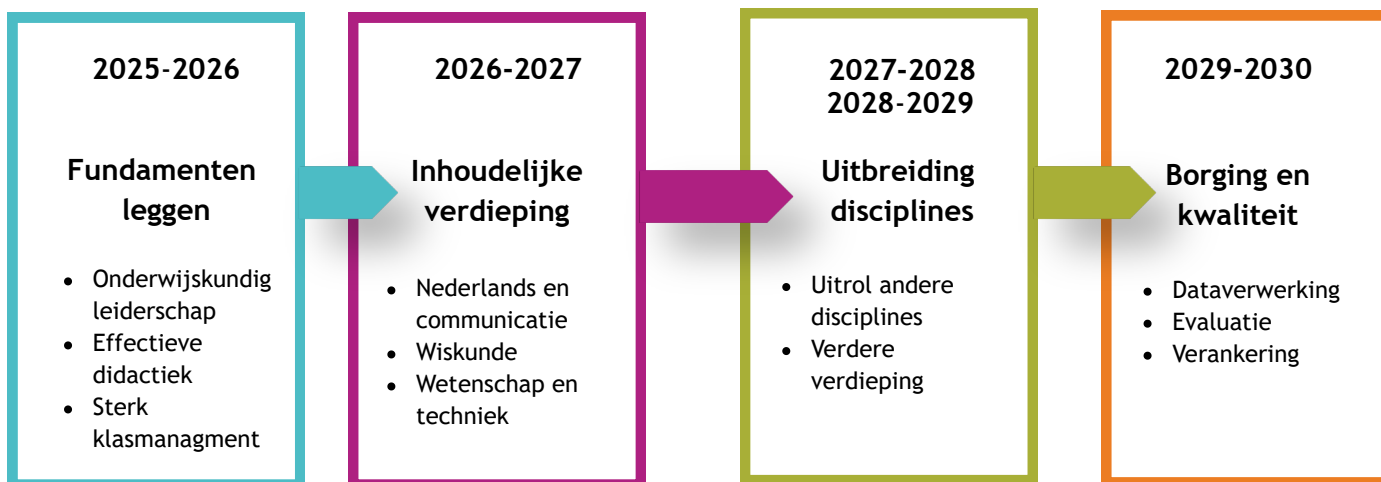 2025-2026
Fundamenten
leggen
• Onderwijskundig
leiderschap
• Effectieve
didactiek
• Sterk
klasmanagment
2026-2027
Inhoudelijke
verdieping
• Nederlands en
communicatie
• Wiskunde
• Wetenschap en
techniek
2027-2028
2028-2029
Uitbreiding
disciplines
• Uitrol andere
disciplines
• Verdere
verdieping
2029-2030
Borging en
kwaliteit
• Dataverwerking
• Evaluatie
• Verankering